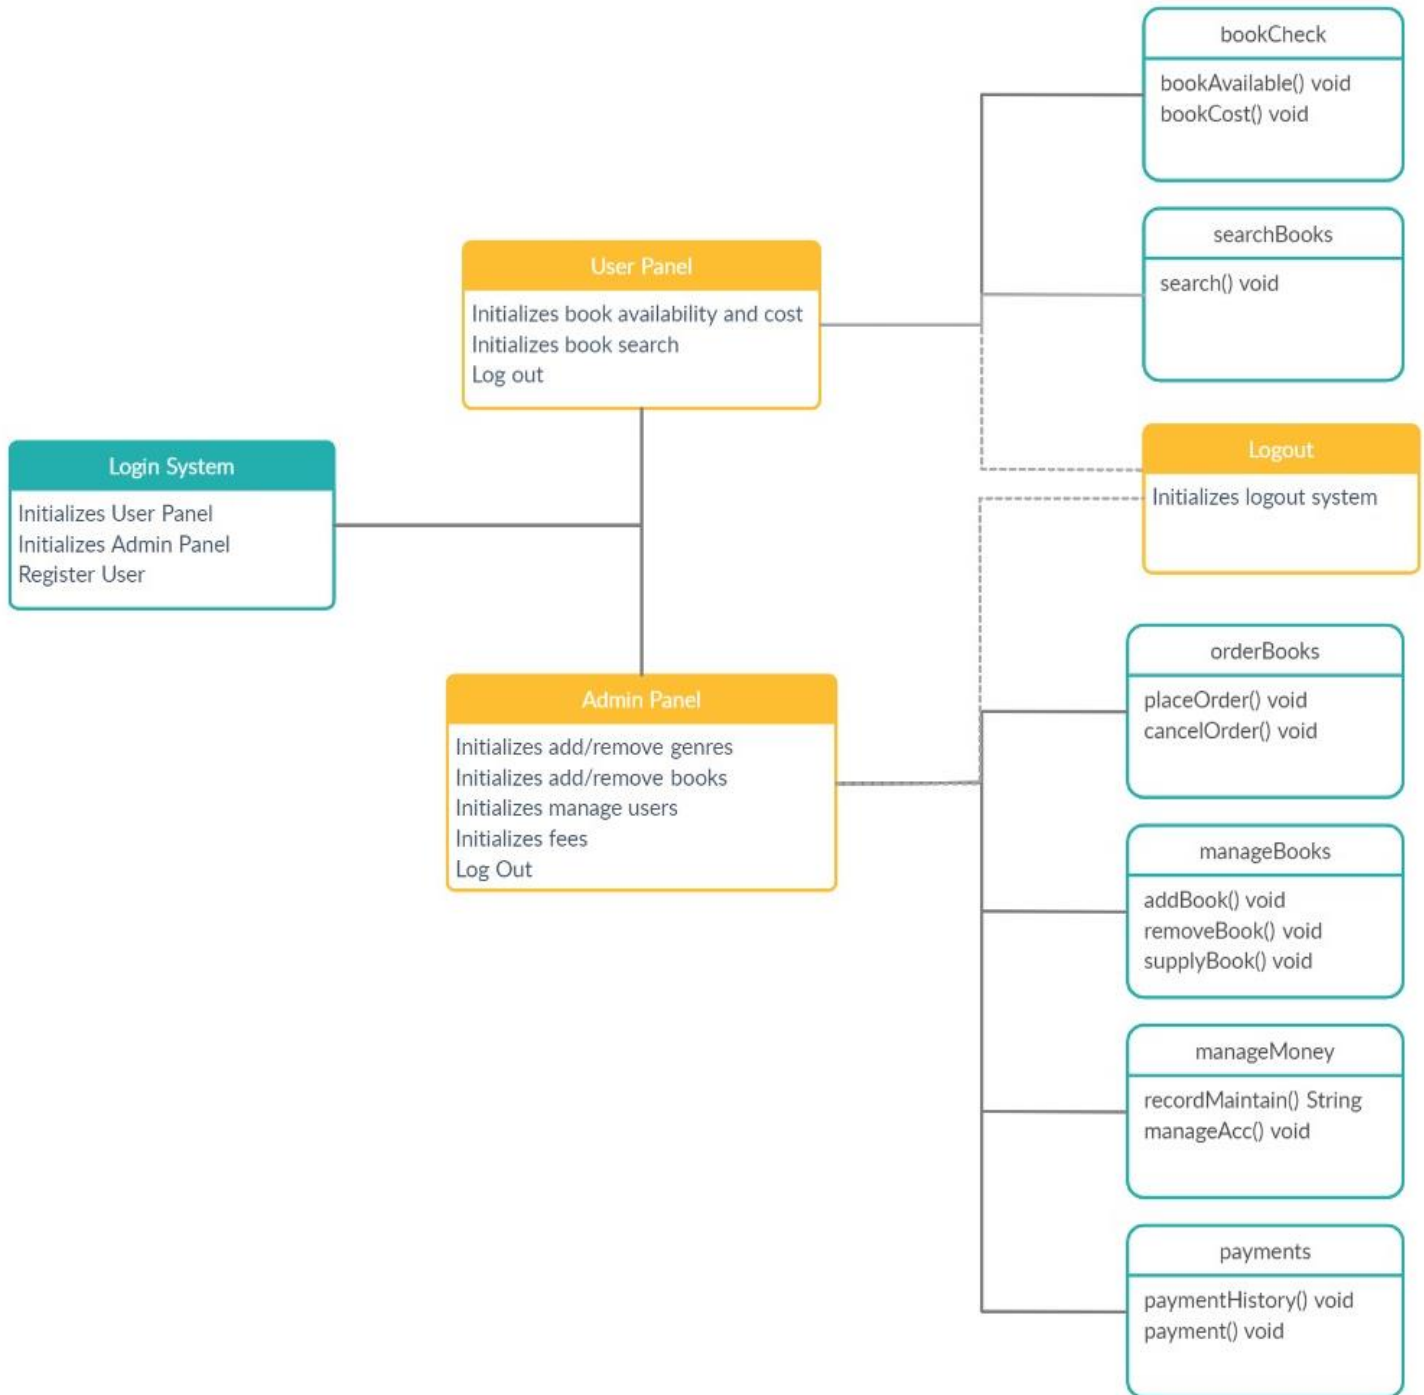 bookCheck
bookAvailable() void
bookCost() void
searchBooks
search() void
User Panel
Initializes book availability and cost
Initializes book search
Log out
Login System
Initializes User Panel
Initializes Admin Panel
Register User
Logout
Initializes logout system
Admin Panel
Initializes add/remove genres
Initializes add/remove books
Initializes manage users
Initializes fees
Log Out
orderBooks
placeOrder() void
cancelOrder() void
manageBooks
addBook() void
removeBook() void
supplyBook() void
manageMoney
recordMaintain() String
manageAcc() void
payments
paymentHistory() void
payment() void